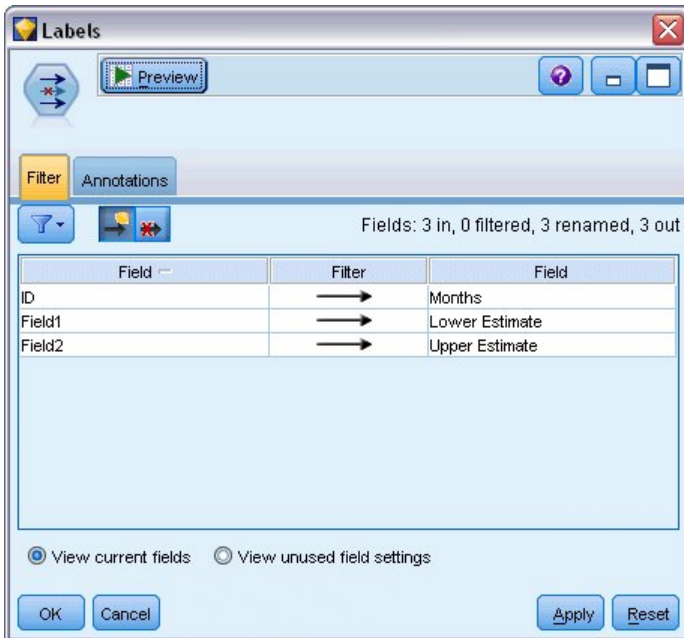 Labels
Preview
Filter Annotations
Fields: 3 in, 0 filtered, 3 renamed, 3 out
Field Filter Field
ID Months
Field1 Lower Estimate
Field2 Upper Estimate
View current fields View unused field settings
OK Cancel Apply Reset